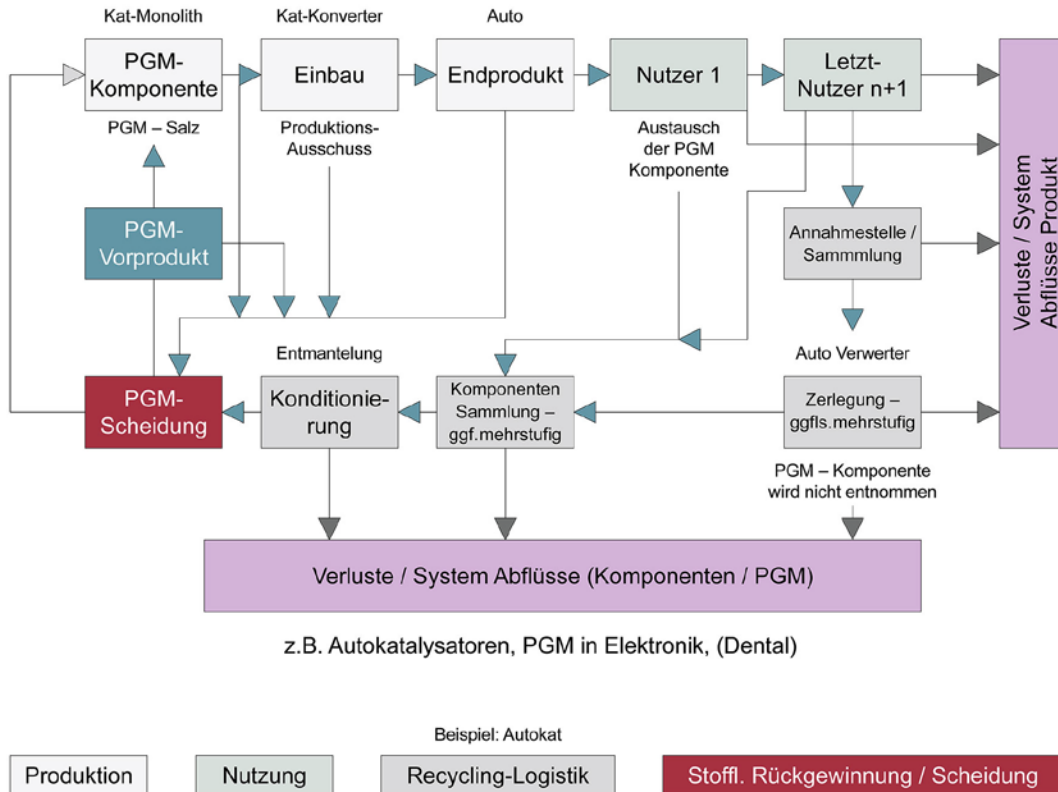 Kat-Monolith
Kat-Konverter
Auto
PGM-
Komponente
Einbau
Endprodukt
Nutzer 1
Letzt-
Nutzer n+1
PGM – Salz
Produktions-
Ausschuss
Austausch
der PGM
Komponente
PGM-
Vorprodukt
Annahmestelle /
Sammmlung
Verluste / System
Abflüsse Produkt
Entmantelung
Auto Verwerter
PGM-
Scheidung
Konditionie-
rung
Komponenten
Sammlung –
ggf.mehrstufig
Zerlegung –
ggfls.mehrstufig
PGM – Komponente
wird nicht entnommen
Verluste / System Abflüsse (Komponenten / PGM)
z.B. Autokatalysatoren, PGM in Elektronik, (Dental)
Beispiel: Autokat
Produktion
Nutzung
Recycling-Logistik
Stoffl. Rückgewinnung / Scheidung